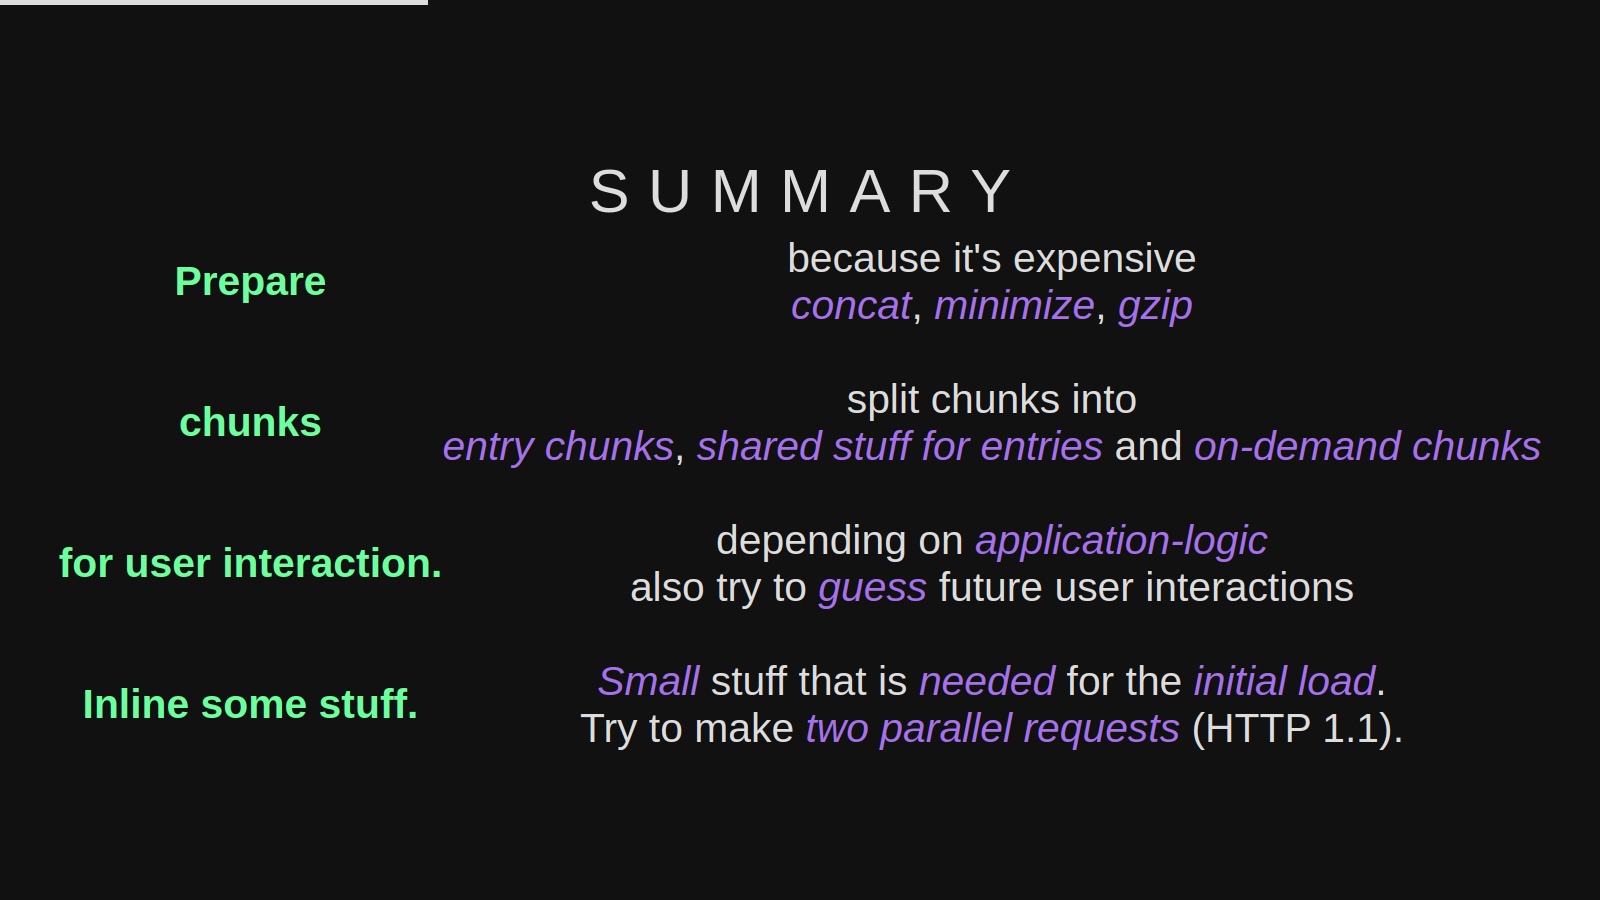 SUMMARY
Prepare
because it's expensive
concat, minimize, gzip
chunks
split chunks into
entry chunks, shared stuff for entries and on-demand chunks
for user interaction.
depending on application-logic
also try to guess future user interactions
Inline some stuff.
Small stuff that is needed for the initial load.
Try to make two parallel requests (HTTP 1.1).